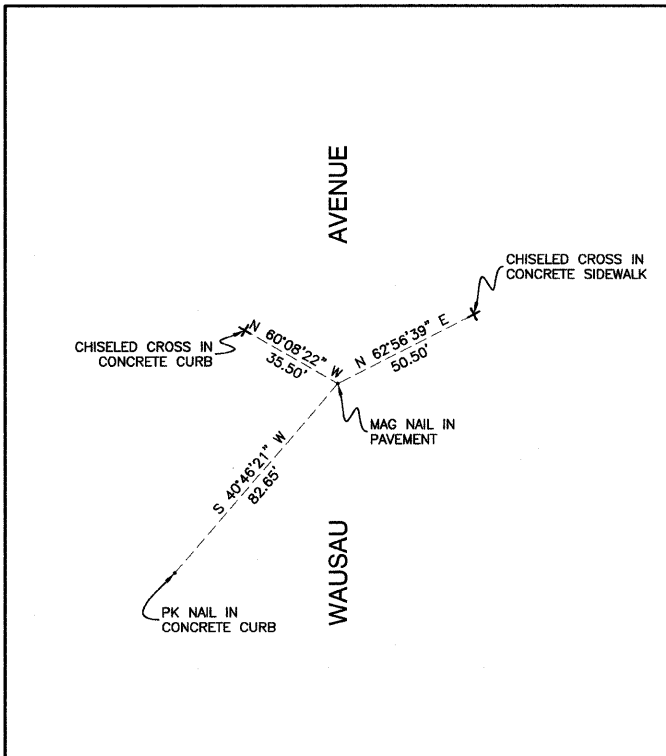 AVENUE
CHISELED CROSS IN
CONCRETE SIDEWALK
CHISELED CROSS IN
CONCRETE CURB
N 60°08'22" W
35.50'
N 62°56'39" E
50.50'
MAG NAIL IN
PAVEMENT
S 40°46'21" W
82.65'
WAUSAU
PK NAIL IN
CONCRETE CURB